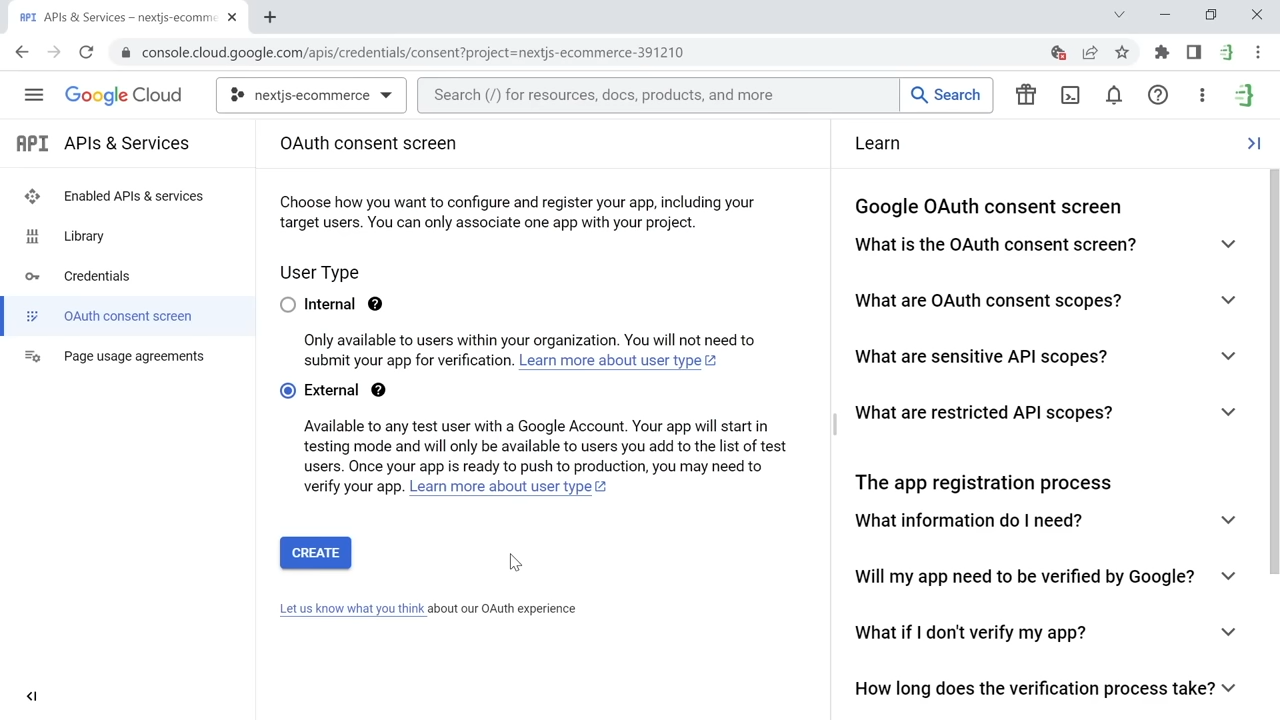 API APIs & Services – nextjs-ecomme
console.cloud.google.com/apis/credentials/consent?project=nextjs-ecommerce-391210
Google Cloud
nextjs-ecommerce
Search (/) for resources, docs, products, and more
Search
API APIs & Services
Enabled APIs & services
Library
Credentials
OAuth consent screen
Page usage agreements
OAuth consent screen
Choose how you want to configure and register your app, including your
target users. You can only associate one app with your project.
User Type
Internal
Only available to users within your organization. You will not need to
submit your app for verification. Learn more about user type
External
Available to any test user with a Google Account. Your app will start in
testing mode and will only be available to users you add to the list of test
users. Once your app is ready to push to production, you may need to
verify your app. Learn more about user type
CREATE
Let us know what you think about our OAuth experience
Learn
Google OAuth consent screen
What is the OAuth consent screen?
What are OAuth consent scopes?
What are sensitive API scopes?
What are restricted API scopes?
The app registration process
What information do I need?
Will my app need to be verified by Google?
What if I don't verify my app?
How long does the verification process take?